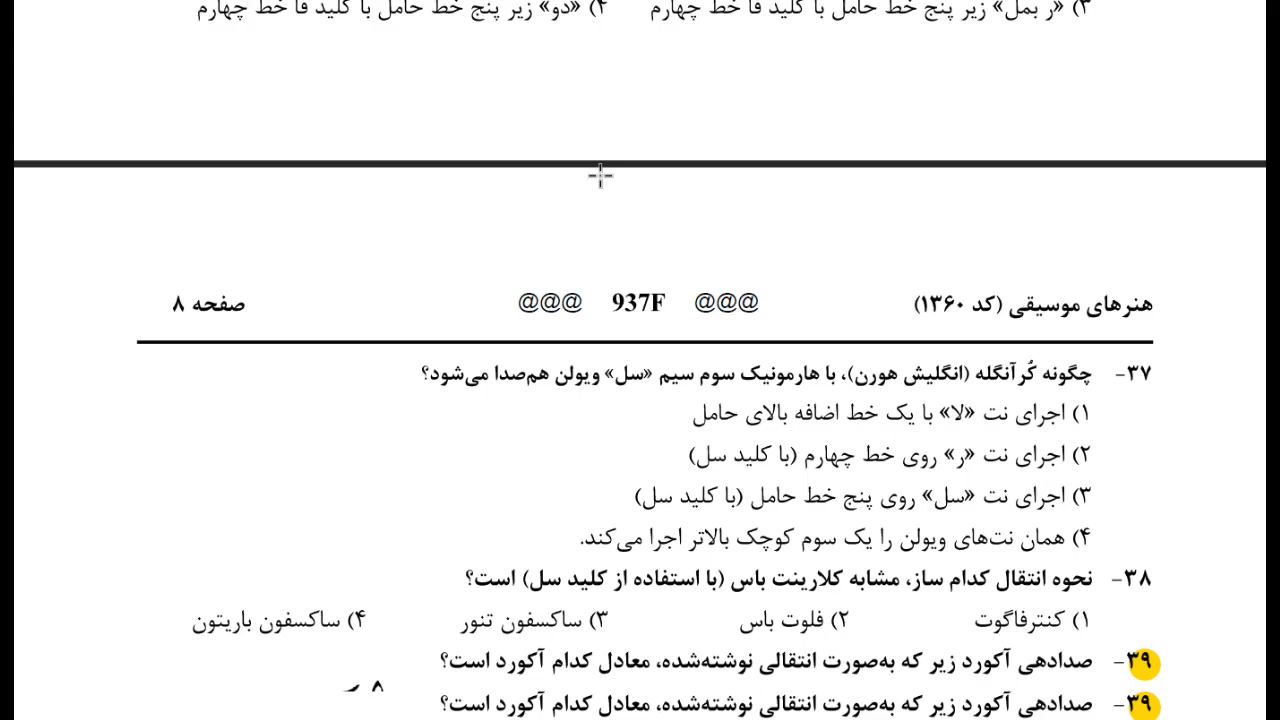 ۳) «ر بمل» زیر پنج خط حامل با کلید فا خط چهارم ۴) «دو» زیر پنج خط حامل با کلید فا خط چهارم
هنرهای موسیقی (کد ۱۳۶۰) @@@ 937F @@@ صفحه ۸
۳۷- چگونه کُرآنگله (انگلیش هورن)، با هارمونیک سوم سیم «سل» ویولن هم‌صدا می‌شود؟
۱) اجرای نت «لا» با یک خط اضافه بالای حامل
۲) اجرای نت «ر» روی خط چهارم (با کلید سل)
۳) اجرای نت «سل» روی پنج خط حامل (با کلید سل)
۴) همان نت‌های ویولن را یک سوم کوچک بالاتر اجرا می‌کند.
۳۸- نحوه انتقال کدام ساز، مشابه کلارینت باس (با استفاده از کلید سل) است؟
۱) کنترفاگوت ۲) فلوت باس ۳) ساکسفون تنور ۴) ساکسفون باریتون
۳۹- صدادهی آکورد زیر که به‌صورت انتقالی نوشته‌شده، معادل کدام آکورد است؟
۳۹- صدادهی آکورد زیر که به‌صورت انتقالی نوشته‌شده، معادل کدام آکورد است؟